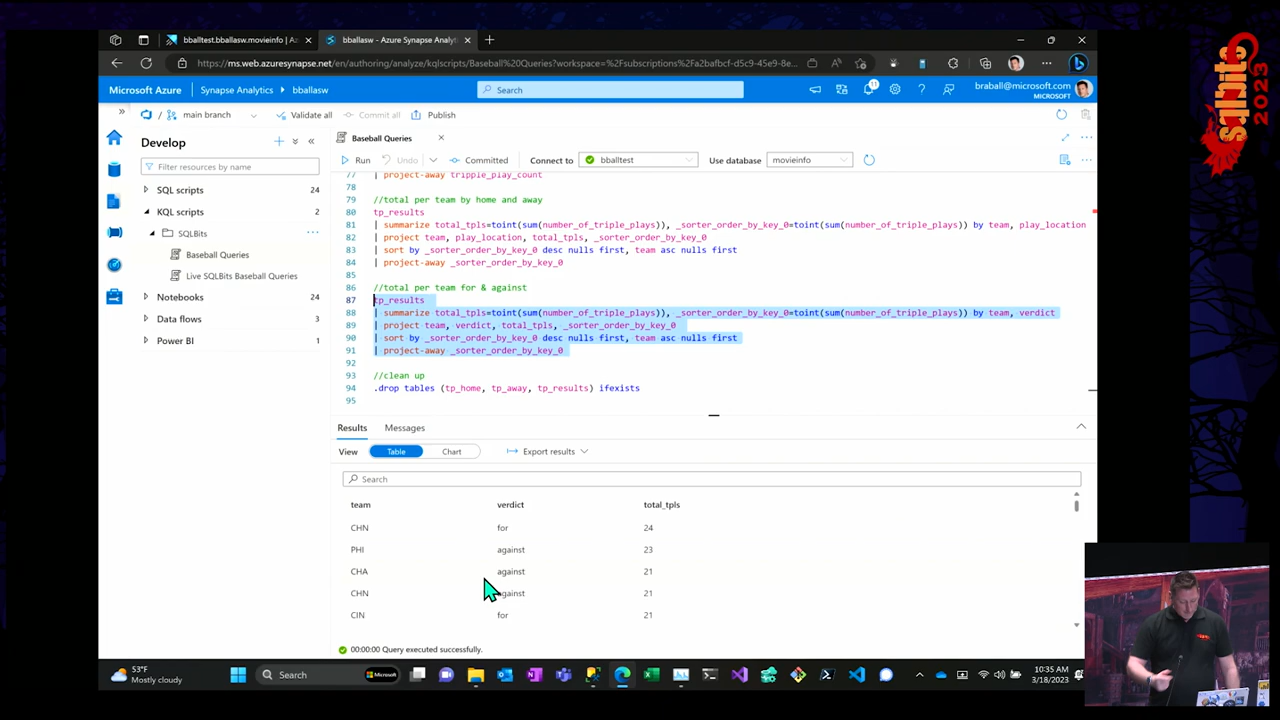 bballtest.bballasw.movieinfo | Az
bballasw - Azure Synapse Analyt
https://ms.web.azuresynapse.net/en/authoring/analyze/kqlscripts/Baseball%20Queries?workspace=%2Fsubscriptions%2Fa2bafbcf-d5c9-45d9-9c8e...
Microsoft Azure
Synapse Analytics
bballasw
Search
11
braball@microsoft.com
MICROSOFT
main branch
Validate all
Commit all
Publish
Develop
Filter resources by name
SQL scripts 24
KQL scripts 2
SQLBits
Baseball Queries
Live SQLBits Baseball Queries
Notebooks 24
Data flows 3
Power BI 1
Baseball Queries
Run
Undo
Committed
Connect to
bballtest
Use database
movieinfo
77 | project-away tripple_play_count
78
79 //total per team by home and away
80 tp_results
81 | summarize total_tpls=toint(sum(number_of_triple_plays)), _sorter_order_by_key_0=toint(sum(number_of_triple_plays)) by team, play_location
82 | project team, play_location, total_tpls, _sorter_order_by_key_0
83 | sort by _sorter_order_by_key_0 desc nulls first, team asc nulls first
84 | project-away _sorter_order_by_key_0
85
86 //total per team for & against
87 tp_results
88 | summarize total_tpls=toint(sum(number_of_triple_plays)), _sorter_order_by_key_0=toint(sum(number_of_triple_plays)) by team, verdict
89 | project team, verdict, total_tpls, _sorter_order_by_key_0
90 | sort by _sorter_order_by_key_0 desc nulls first, team asc nulls first
91 | project-away _sorter_order_by_key_0
92
93 //clean up
94 .drop tables (tp_home, tp_away, tp_results) ifexists
95
Results
Messages
View
Table
Chart
Export results
Search
team verdict total_tpls
CHN for 24
PHI against 23
CHA against 21
CHN against 21
CIN for 21
00:00:00 Query executed successfully.
53°F
Mostly cloudy
Search
Microsoft
10:35 AM
3/18/2023
sqlbits
2023